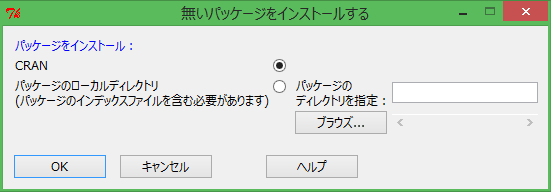 無いパッケージをインストールする
パッケージをインストール：
CRAN
パッケージのローカルディレクトリ
(パッケージのインデックスファイルを含む必要があります)
パッケージの
ディレクトリを指定：
ブラウズ...
OK
キャンセル
ヘルプ